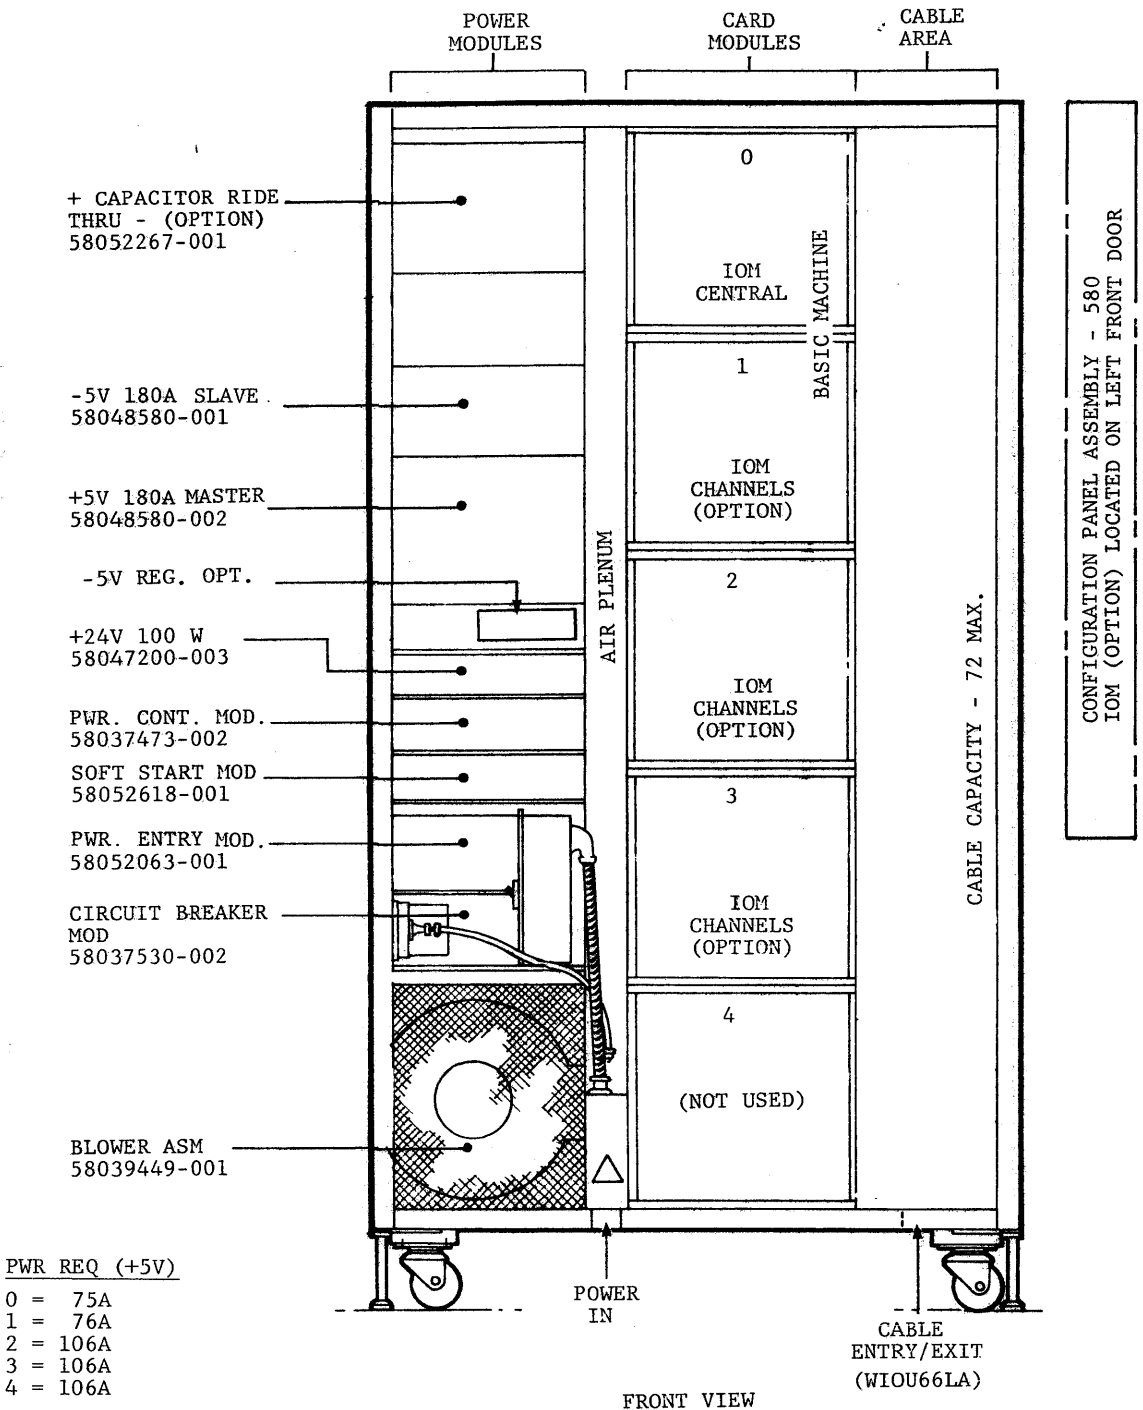 POWER
MODULES
CARD
MODULES
CABLE
AREA
+ CAPACITOR RIDE
THRU - (OPTION)
58052267-001
-5V 180A SLAVE
58048580-001
+5V 180A MASTER
58048580-002
-5V REG. OPT.
+24V 100 W
58047200-003
PWR. CONT. MOD.
58037473-002
SOFT START MOD
58052618-001
PWR. ENTRY MOD.
58052063-001
CIRCUIT BREAKER
MOD
58037530-002
BLOWER ASM
58039449-001
AIR PLENUM
0
IOM
CENTRAL
BASIC MACHINE
1
IOM
CHANNELS
(OPTION)
2
IOM
CHANNELS
(OPTION)
3
IOM
CHANNELS
(OPTION)
4
(NOT USED)
CABLE CAPACITY - 72 MAX.
CONFIGURATION PANEL ASSEMBLY - 580
IOM (OPTION) LOCATED ON LEFT FRONT DOOR
PWR REQ (+5V)
0 = 75A
1 = 76A
2 = 106A
3 = 106A
4 = 106A
POWER
IN
CABLE
ENTRY/EXIT
(WIOU66LA)
FRONT VIEW